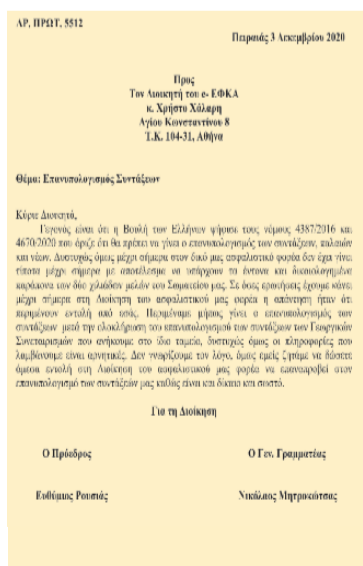 ΑΡ. ΠΡΩΤ. 5512
Πειραιάς 3 Δεκεμβρίου 2020
Προς
Τον Διοικητή του e- ΕΦΚΑ
κ. Χρήστο Χάλαρη
Αγίου Κωνσταντίνου 8
Τ.Κ. 104-31, Αθήνα
Θέμα: Επανυπολογισμός Συντάξεων
Κύριε Διοικητά,
Γεγονός είναι ότι η Βουλή των Ελλήνων ψήφισε τους νόμους 4387/2016 και
4670/2020 που όριζε ότι θα πρέπει να γίνει ο επανυπολογισμός των συντάξεων, παλαιών
και νέων. Δυστυχώς όμως μέχρι σήμερα στον δικό μας ασφαλιστικό φορέα δεν έχει γίνει
τίποτα μέχρι σήμερα με αποτέλεσμα να υπάρχουν τα έντονα και δικαιολογημένα
παράπονα των δύο χιλιάδων μελών του Σωματείου μας. Σε όσες ερωτήσεις έχουμε κάνει
μέχρι σήμερα στη Διοίκηση του ασφαλιστικού μας φορέα η απάντηση ήταν ότι
περιμένουν εντολή από εσάς. Περιμέναμε μήπως γίνει ο επανυπολογισμός των
συντάξεων μετά την ολοκλήρωση του επανυπολογισμού των συντάξεων των Γεωργικών
Συνεταιρισμών που ανήκουμε στο ίδιο ταμείο, δυστυχώς όμως οι πληροφορίες που
λαμβάνουμε είναι αρνητικές. Δεν γνωρίζουμε τον λόγο, όμως εμείς ζητάμε να δώσετε
άμεσα εντολή στη Διοίκηση του ασφαλιστικού μας φορέα να επαναπροβεί στον
επανυπολογισμό των συντάξεών μας καθώς είναι και δίκαιο και σωστό.
Για τη Διοίκηση
Ο Πρόεδρος
Ο Γεν. Γραμματέας
Ευθύμιος Ρουσιάς
Νικόλαος Μητροκώτσας